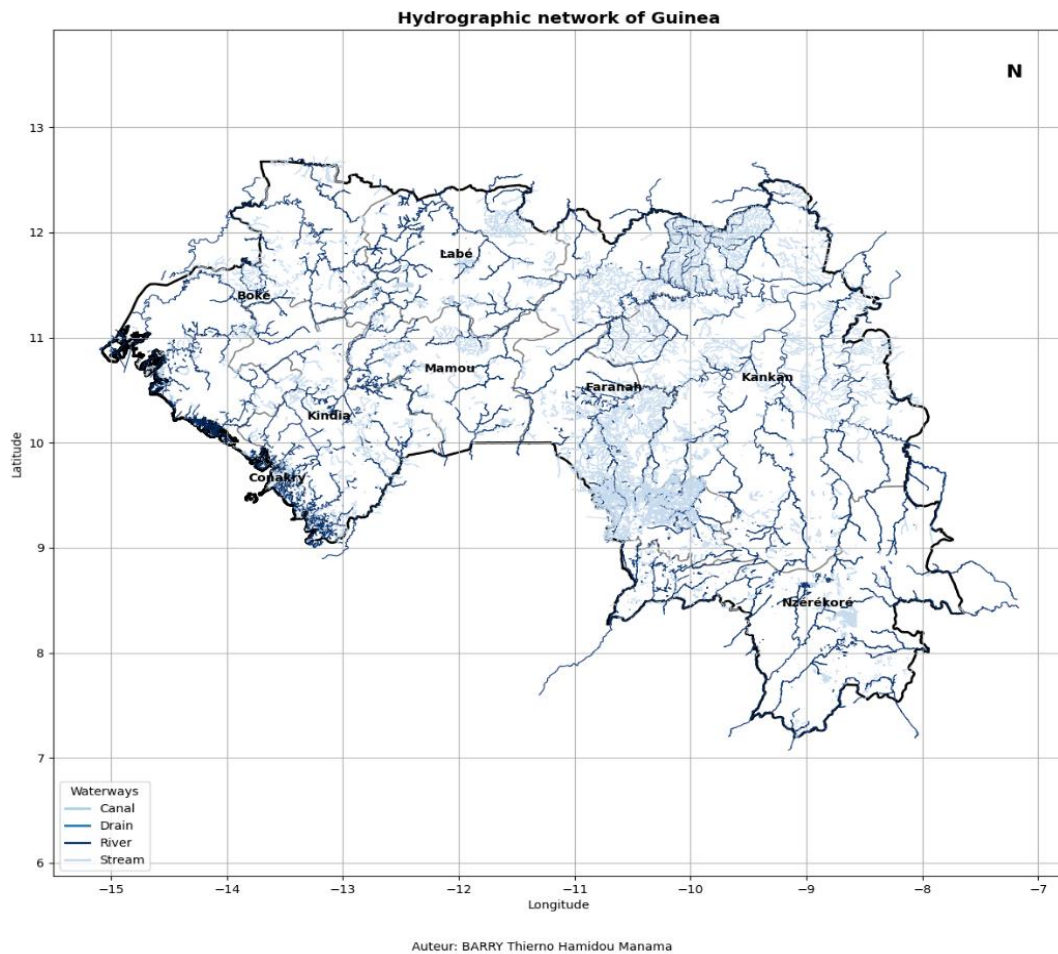 Hydrographic network of Guinea
N
13
12
11
10
9
8
7
6
Latitude
Labé
Boké
Mamou
Faranah
Kankan
Kindia
Conakry
Nzérékoré
Waterways
Canal
Drain
River
Stream
−15
−14
−13
−12
−11
−10
−9
−8
−7
Longitude
Auteur: BARRY Thierno Hamidou Manama